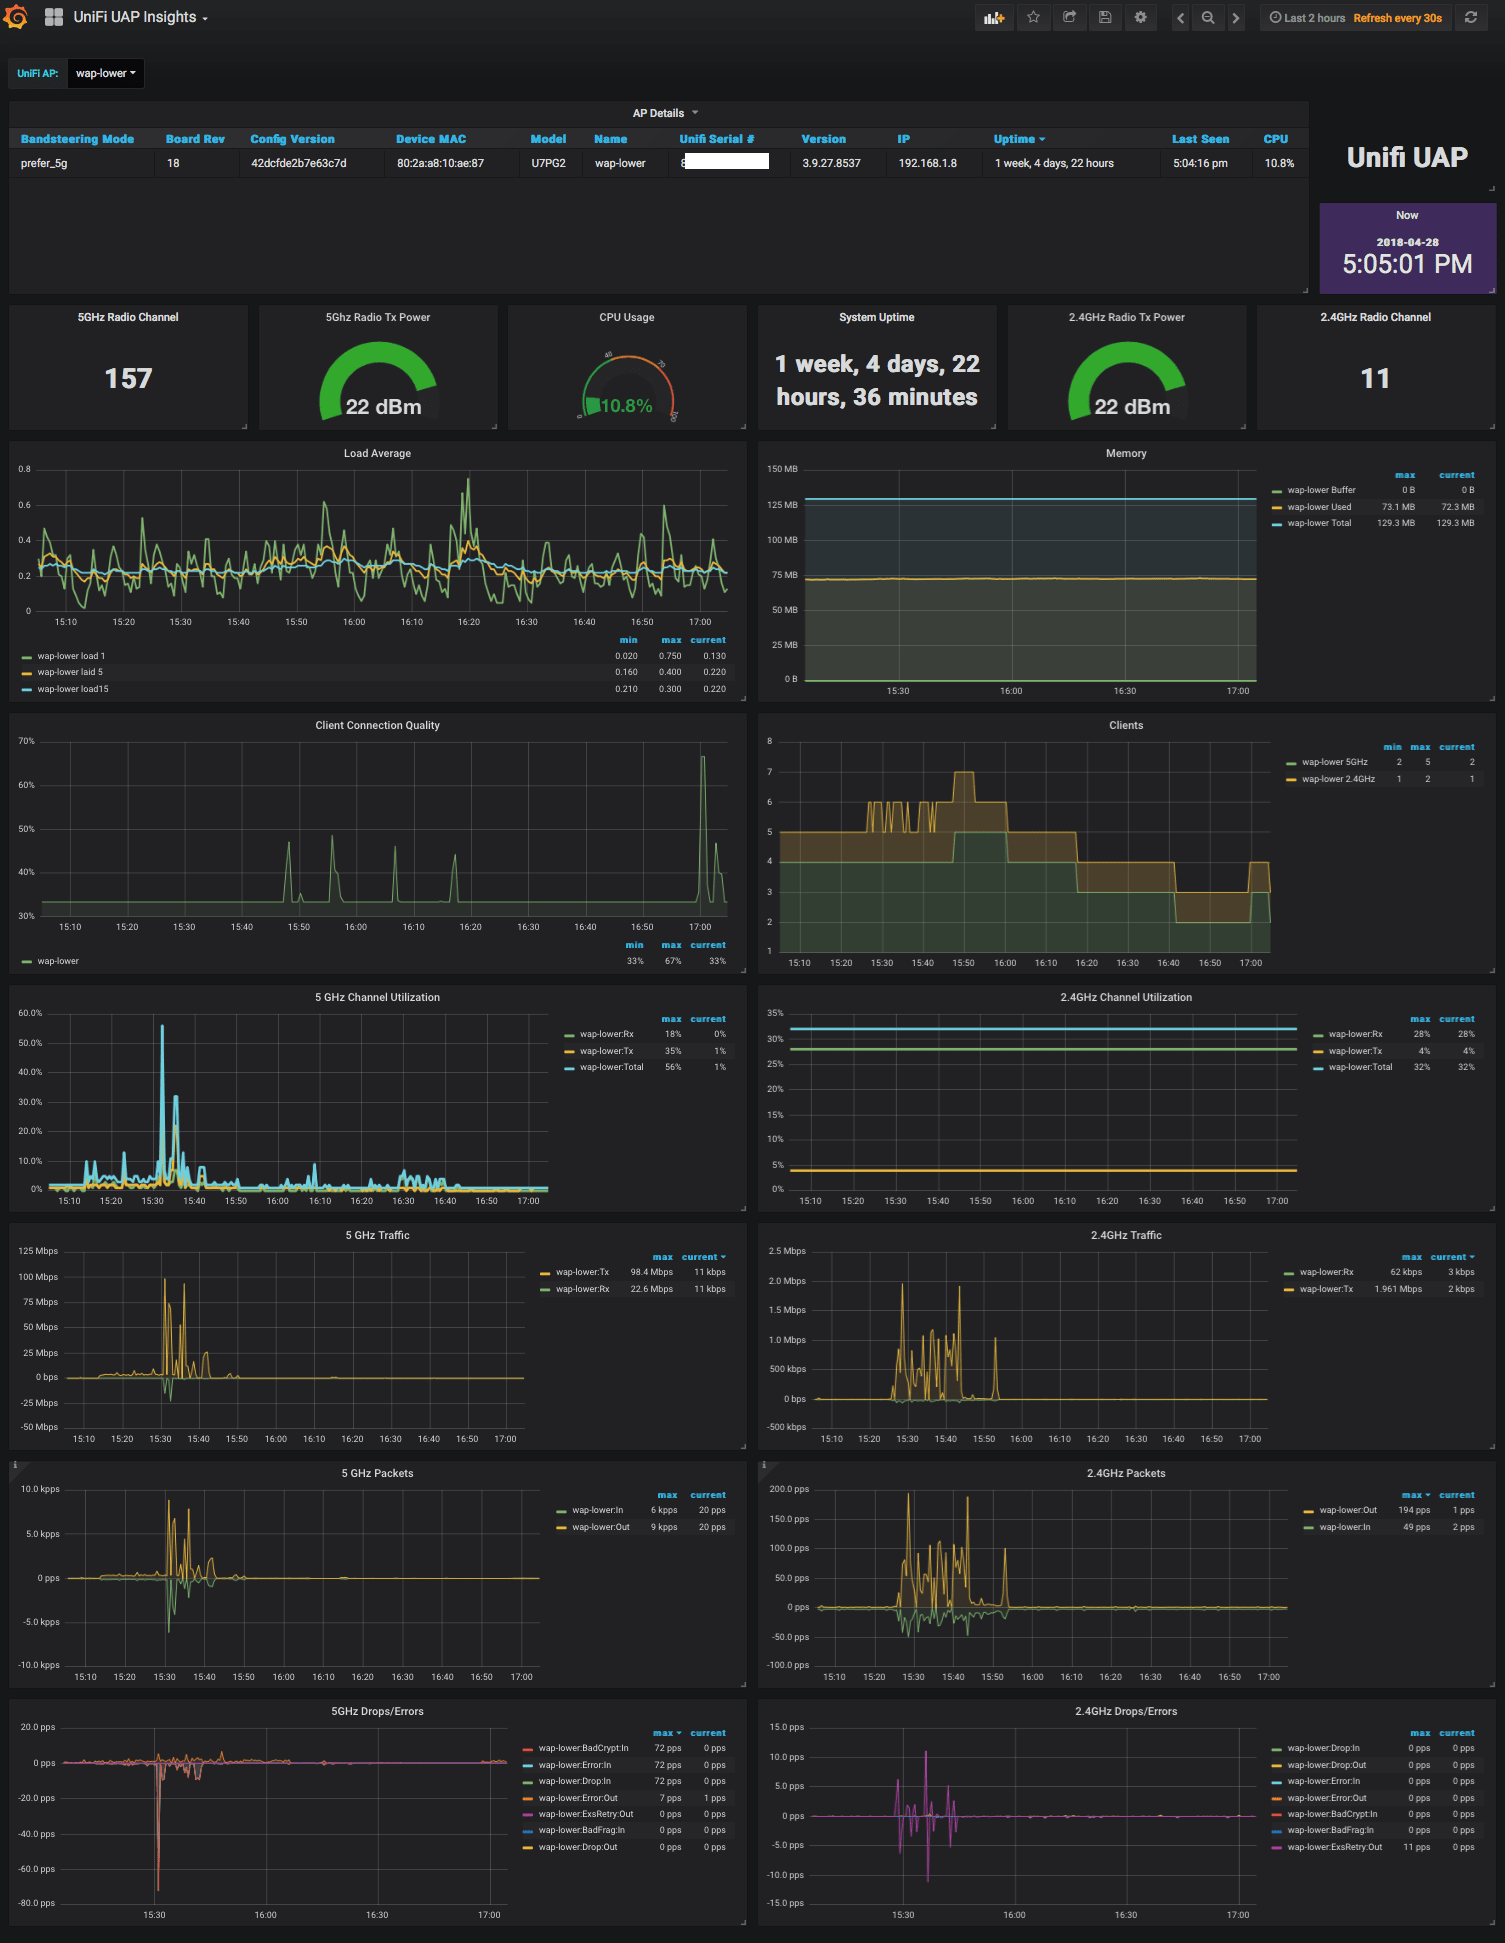 UniFi UAP Insights
Last 2 hours Refresh every 30s
UniFi AP: wap-lower
AP Details
Bandsteering Mode Board Rev Config Version Device MAC Model Name Unifi Serial # Version IP Uptime Last Seen CPU
prefer_5g 18 42dcfde2b7e63c7d 80:2a:a8:10:ae:87 U7PG2 wap-lower 3.9.27.8537 192.168.1.8 1 week, 4 days, 22 hours 5:04:16 pm 10.8%
Unifi UAP
Now
2018-04-28
5:05:01 PM
5GHz Radio Channel
157
5Ghz Radio Tx Power
22 dBm
CPU Usage
0 40 70 100
10.8%
System Uptime
1 week, 4 days, 22
hours, 36 minutes
2.4GHz Radio Tx Power
22 dBm
2.4GHz Radio Channel
11
Load Average
0.8
0.6
0.4
0.2
0
15:10 15:20 15:30 15:40 15:50 16:00 16:10 16:20 16:30 16:40 16:50 17:00
min max current
wap-lower load 1 0.020 0.750 0.130
wap-lower laid 5 0.160 0.400 0.220
wap-lower load15 0.210 0.300 0.220
Memory
150 MB
125 MB
100 MB
75 MB
50 MB
25 MB
0 B
15:30 16:00 16:30 17:00
max current
wap-lower Buffer 0 B 0 B
wap-lower Used 73.1 MB 72.3 MB
wap-lower Total 129.3 MB 129.3 MB
Client Connection Quality
70%
60%
50%
40%
30%
15:10 15:20 15:30 15:40 15:50 16:00 16:10 16:20 16:30 16:40 16:50 17:00
min max current
wap-lower 33% 67% 33%
Clients
8
7
6
5
4
3
2
1
15:10 15:20 15:30 15:40 15:50 16:00 16:10 16:20 16:30 16:40 16:50 17:00
min max current
wap-lower 5GHz 2 5 2
wap-lower 2.4GHz 1 2 1
5 GHz Channel Utilization
60.0%
50.0%
40.0%
30.0%
20.0%
10.0%
0%
15:10 15:20 15:30 15:40 15:50 16:00 16:10 16:20 16:30 16:40 16:50 17:00
max current
wap-lower:Rx 18% 0%
wap-lower:Tx 35% 1%
wap-lower:Total 56% 1%
2.4GHz Channel Utilization
35%
30%
25%
20%
15%
10%
5%
0%
15:10 15:20 15:30 15:40 15:50 16:00 16:10 16:20 16:30 16:40 16:50 17:00
max current
wap-lower:Rx 28% 28%
wap-lower:Tx 4% 4%
wap-lower:Total 32% 32%
5 GHz Traffic
125 Mbps
100 Mbps
75 Mbps
50 Mbps
25 Mbps
0 bps
-25 Mbps
-50 Mbps
15:10 15:20 15:30 15:40 15:50 16:00 16:10 16:20 16:30 16:40 16:50 17:00
max current
wap-lower:Tx 98.4 Mbps 11 kbps
wap-lower:Rx 22.6 Mbps 11 kbps
2.4GHz Traffic
2.5 Mbps
2.0 Mbps
1.5 Mbps
1.0 Mbps
500 kbps
0 bps
-500 kbps
15:10 15:20 15:30 15:40 15:50 16:00 16:10 16:20 16:30 16:40 16:50 17:00
max current
wap-lower:Rx 62 kbps 3 kbps
wap-lower:Tx 1.961 Mbps 2 kbps
5 GHz Packets
10.0 kpps
5.0 kpps
0 pps
-5.0 kpps
-10.0 kpps
15:10 15:20 15:30 15:40 15:50 16:00 16:10 16:20 16:30 16:40 16:50 17:00
max current
wap-lower:In 6 kpps 20 pps
wap-lower:Out 9 kpps 20 pps
2.4GHz Packets
200.0 pps
150.0 pps
100.0 pps
50.0 pps
0 pps
-50.0 pps
-100.0 pps
15:10 15:20 15:30 15:40 15:50 16:00 16:10 16:20 16:30 16:40 16:50 17:00
max current
wap-lower:Out 194 pps 1 pps
wap-lower:In 49 pps 2 pps
5GHz Drops/Errors
20.0 pps
0 pps
-20.0 pps
-40.0 pps
-60.0 pps
-80.0 pps
15:30 16:00 16:30 17:00
max current
wap-lower:BadCrypt:In 72 pps 0 pps
wap-lower:Error:In 72 pps 0 pps
wap-lower:Drop:In 72 pps 0 pps
wap-lower:Error:Out 7 pps 1 pps
wap-lower:ExsRetry:Out 0 pps 0 pps
wap-lower:BadFrag:In 0 pps 0 pps
wap-lower:Drop:Out 0 pps 0 pps
2.4GHz Drops/Errors
15.0 pps
10.0 pps
5.0 pps
0 pps
-5.0 pps
-10.0 pps
-15.0 pps
15:30 16:00 16:30 17:00
max current
wap-lower:Drop:In 0 pps 0 pps
wap-lower:Drop:Out 0 pps 0 pps
wap-lower:Error:In 0 pps 0 pps
wap-lower:Error:Out 0 pps 0 pps
wap-lower:BadCrypt:In 0 pps 0 pps
wap-lower:BadFrag:In 0 pps 0 pps
wap-lower:ExsRetry:Out 11 pps 0 pps